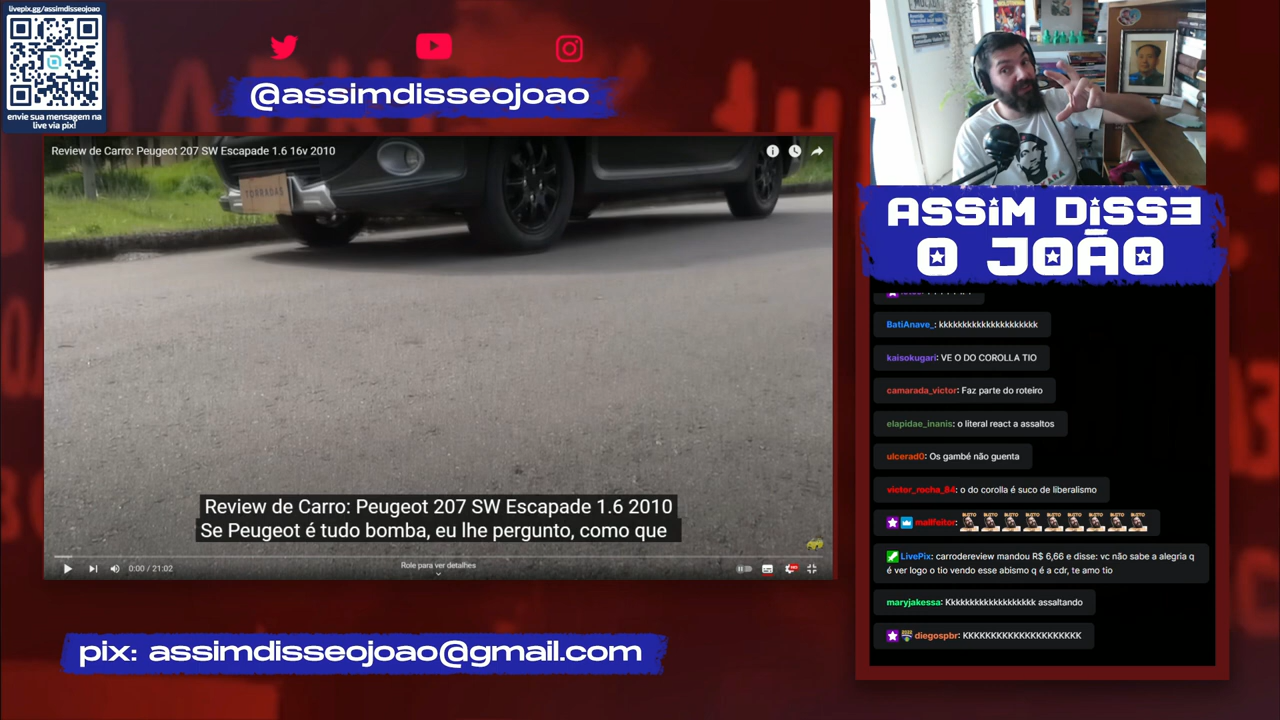 livepix.gg/assimdisseojoao
envie sua mensagem na
live via pix!
@assimdisseojoao
Review de Carro: Peugeot 207 SW Escapade 1.6 16v 2010
TORRADAS
Review de Carro: Peugeot 207 SW Escapade 1.6 2010
Se Peugeot é tudo bomba, eu lhe pergunto, como que
0:00 / 21:02
Role para ver detalhes
pix: assimdisseojoao@gmail.com
ASSiM DiSSE
O JOÃO
BatiAnave_: kkkkkkkkkkkkkkkkkkkkk
kaisokugari: VE O DO COROLLA TIO
camarada_victor: Faz parte do roteiro
elapidae_inanis: o literal react a assaltos
ulcerad0: Os gambé não guenta
victor_rocha_84: o do corolla é suco de liberalismo
mallfeitor:
LivePix: carrodereview mandou R$ 6,66 e disse: vc não sabe a alegria q
é ver logo o tio vendo esse abismo q é a cdr, te amo tio
maryjakessa: Kkkkkkkkkkkkkkkkkkk assaltando
diegospbr: KKKKKKKKKKKKKKKKKKKKKK